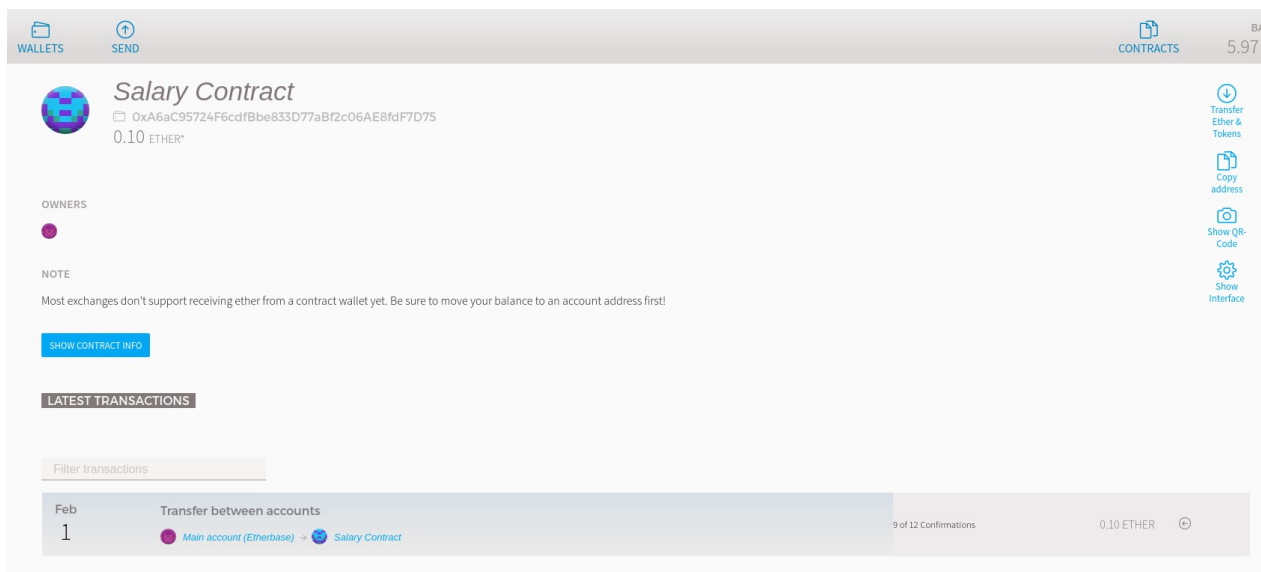 WALLETS
SEND
CONTRACTS
BA
5.97
Salary Contract
0xA6aC95724F6cdfBbe833D77aBf2c06AE8fdF7D75
0.10 ETHER*
Transfer
Ether &
Tokens
Copy
address
Show QR-
Code
Show
Interface
OWNERS
NOTE
Most exchanges don't support receiving ether from a contract wallet yet. Be sure to move your balance to an account address first!
SHOW CONTRACT INFO
LATEST TRANSACTIONS
Filter transactions
Feb
1
Transfer between accounts
Main account (Etherbase) → Salary Contract
9 of 12 Confirmations
0.10 ETHER